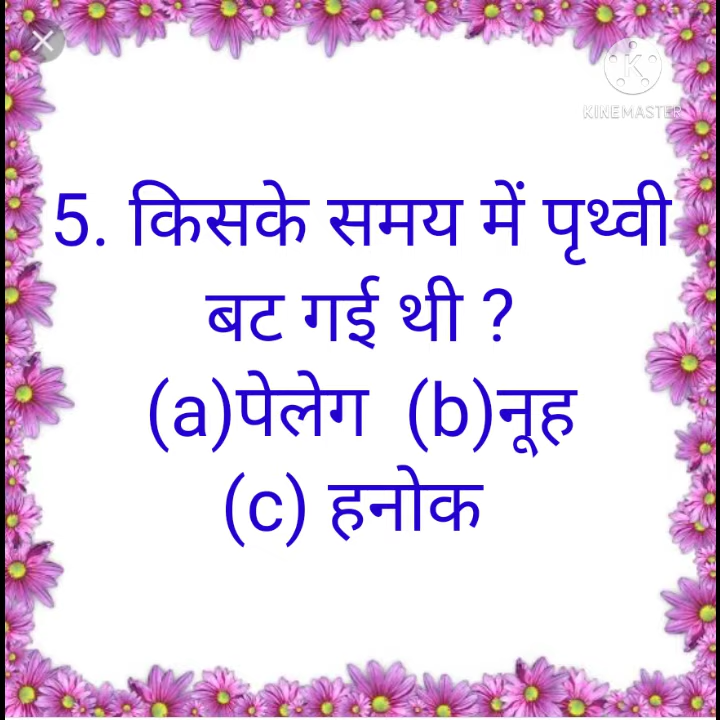 KINEMASTER
5. किसके समय में पृथ्वी
बट गई थी ?
(a)पेलेग (b)नूह
(c) हनोक